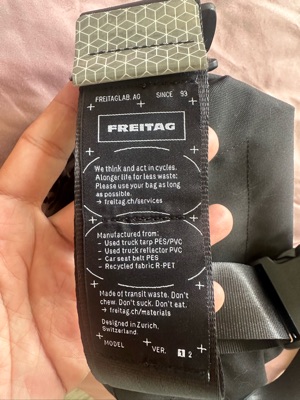 FREITAGLAB. AG SINCE 93
FREITAG
We think and act in cycles.
A longer life for less waste:
Please use your bag as long
as possible.
→ freitag.ch/services
Manufactured from:
- Used truck tarp PES/PVC
- Used truck reflector PVC
- Car seat belt PES
- Recycled fabric R-PET
Made of transit waste. Don't
chew. Don't suck. Don't eat.
→ freitag.ch/materials
Designed in Zurich,
Switzerland.
MODEL VER. 1 2